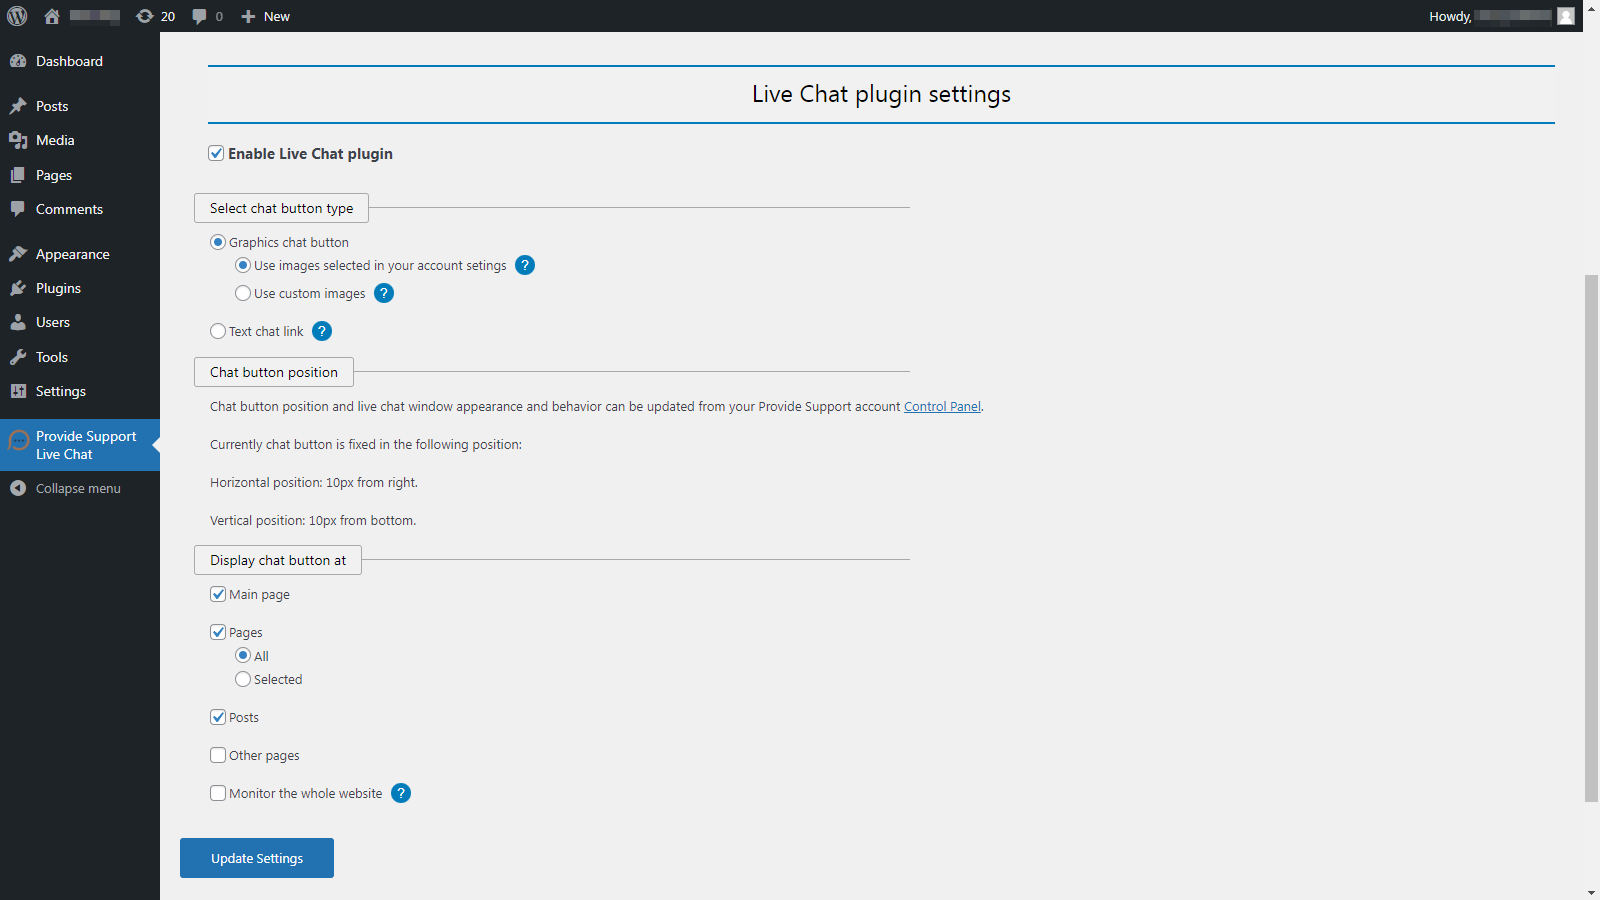 20
0
New
Howdy,
Dashboard
Posts
Media
Pages
Comments
Appearance
Plugins
Users
Tools
Settings
Provide Support
Live Chat
Collapse menu
Live Chat plugin settings
Enable Live Chat plugin
Select chat button type
Graphics chat button
Use images selected in your account setings ?
Use custom images ?
Text chat link ?
Chat button position
Chat button position and live chat window appearance and behavior can be updated from your Provide Support account Control Panel.
Currently chat button is fixed in the following position:
Horizontal position: 10px from right.
Vertical position: 10px from bottom.
Display chat button at
Main page
Pages
All
Selected
Posts
Other pages
Monitor the whole website ?
Update Settings